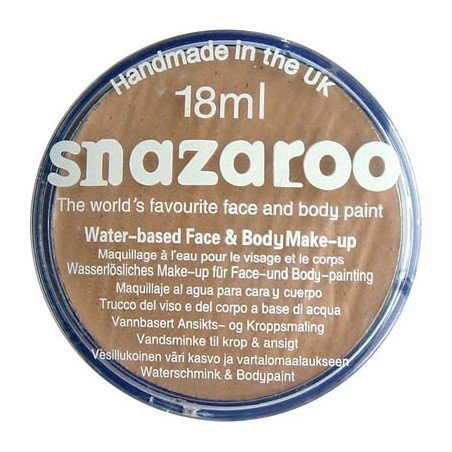 Handmade in the UK
18ml
snazaroo
The world's favourite face and body paint
Water-based Face & Body Make-up
Maquillage à l'eau pour le visage et le corps
Wasserlösliches Make-up für Face-und Body-painting
Maquillaje al agua para cara y cuerpo
Trucco del viso e del corpo a base di acqua
Vannbasert Ansikts- og Kroppsmaling
Vandsminke til krop & ansigt
Vesillukoinen väri kasvo ja vartalomaalaukseen
Waterschmink & Bodypaint